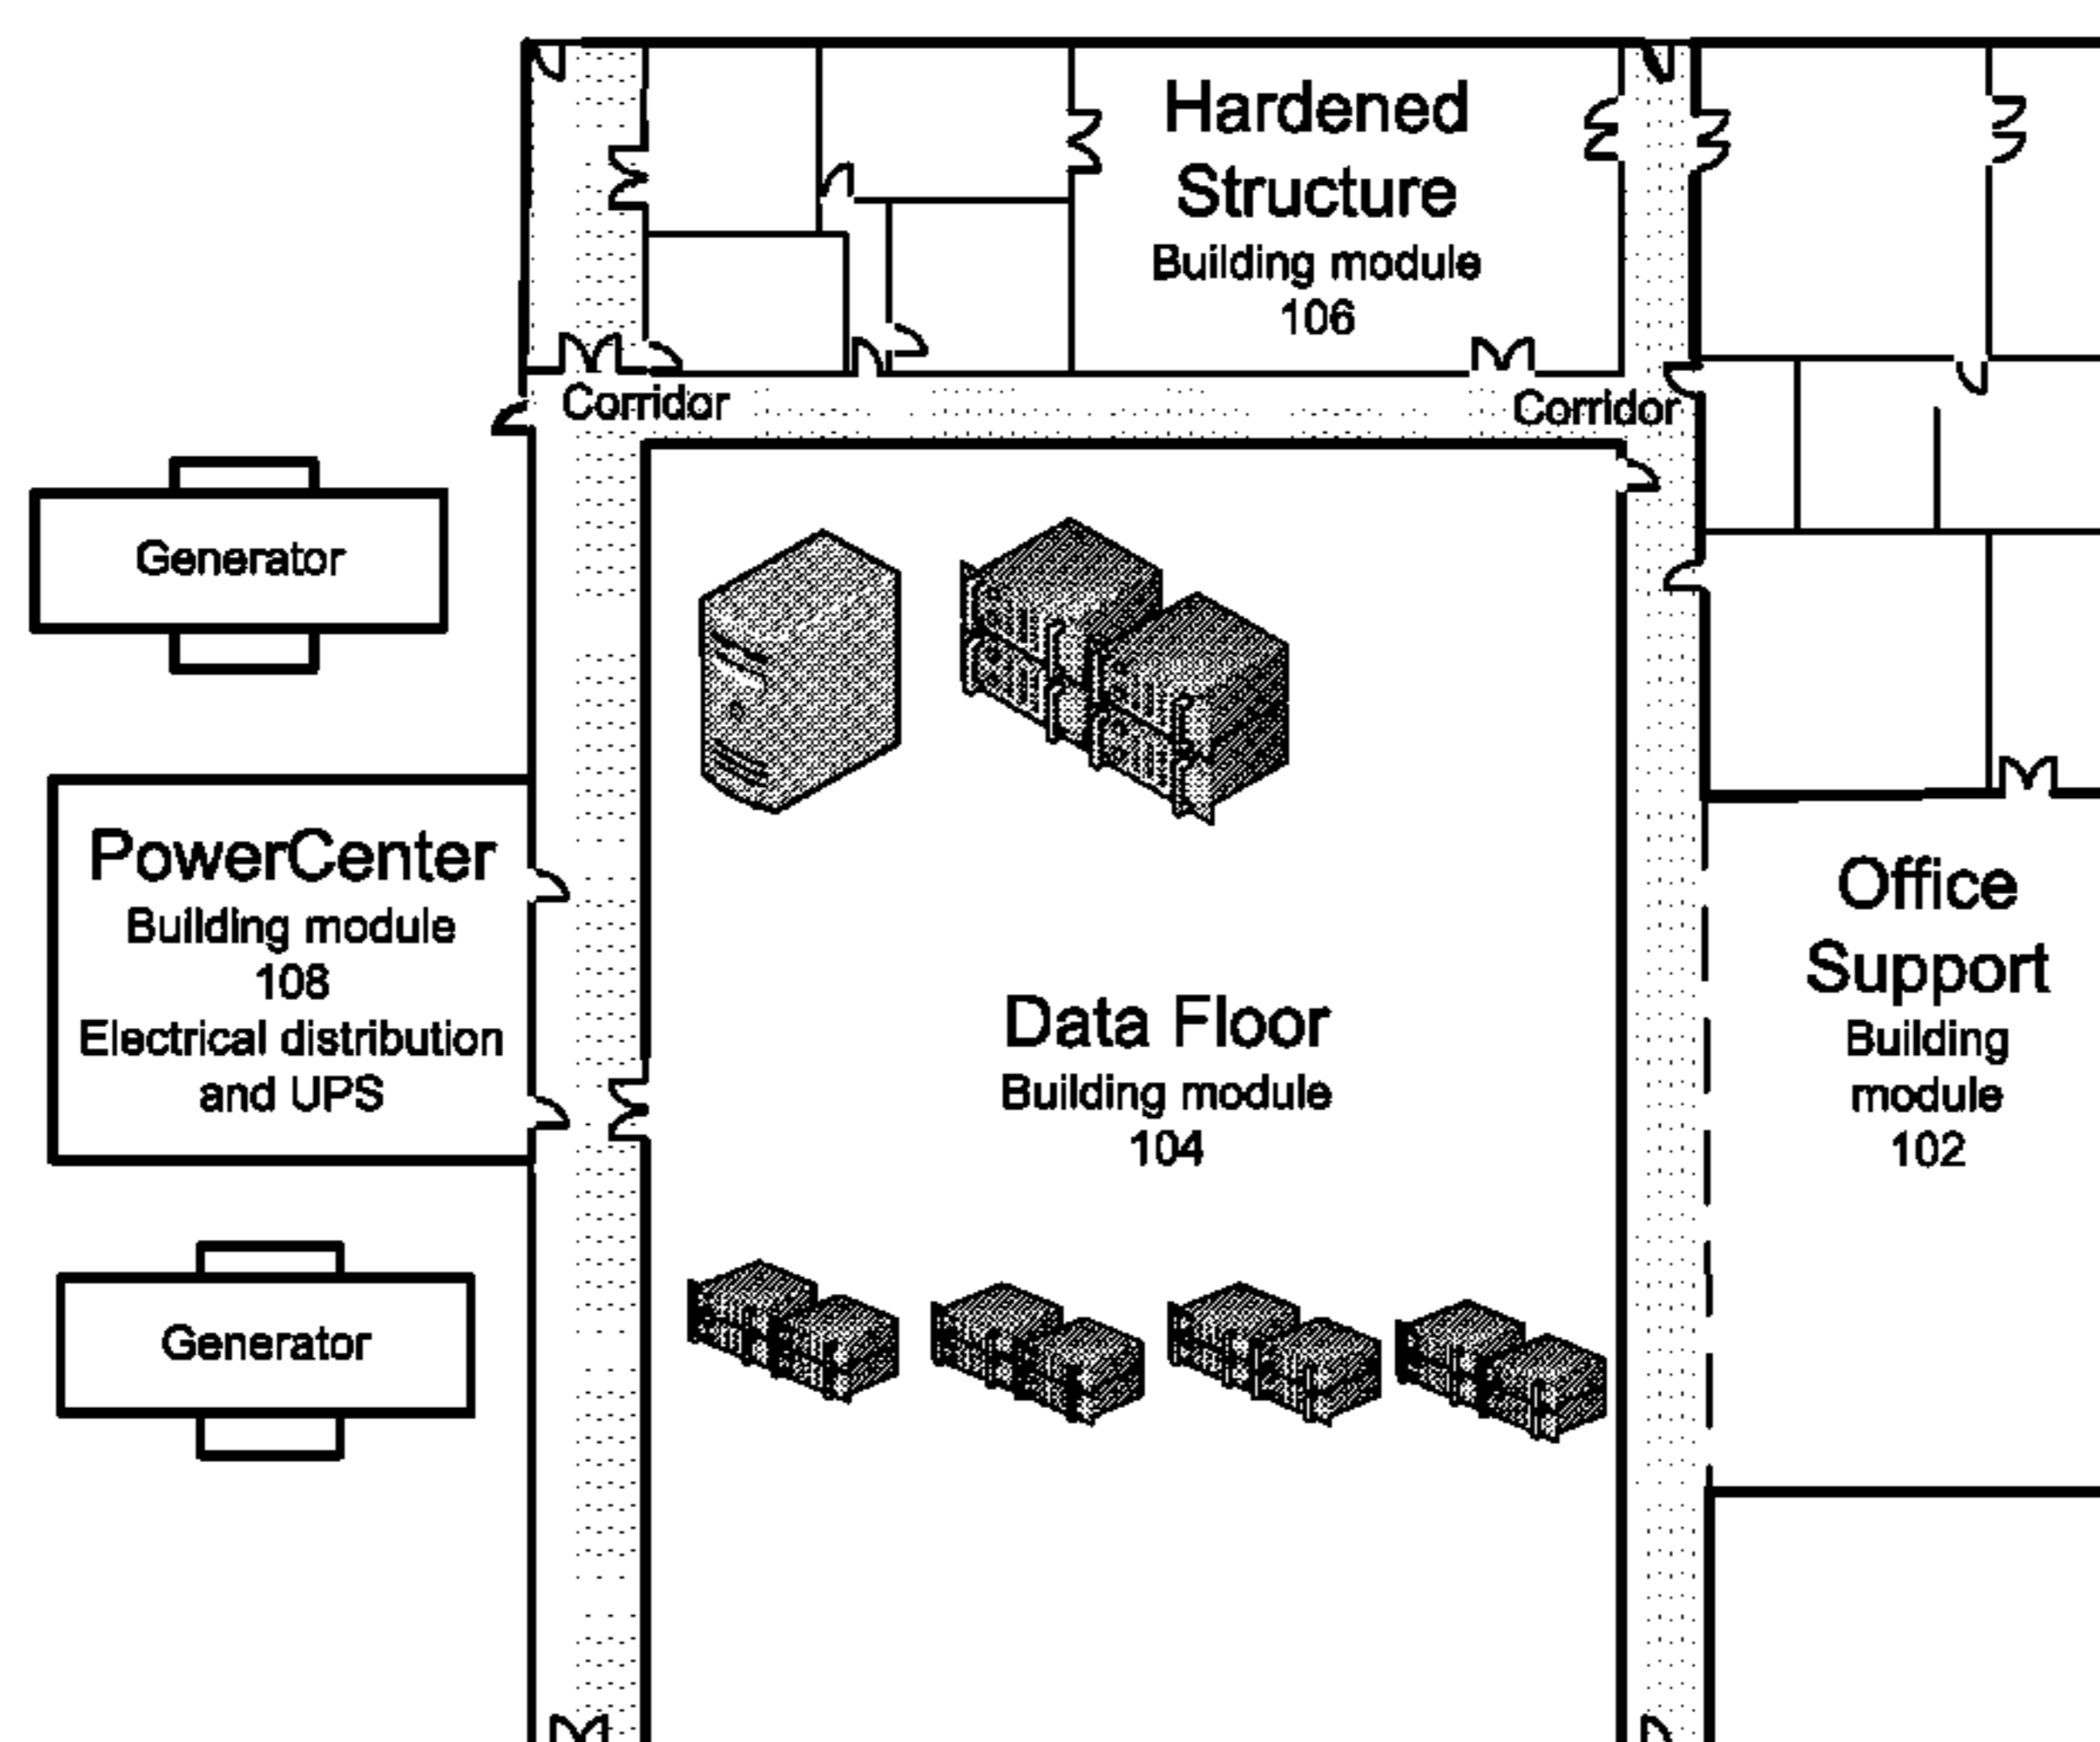 Hardened
Structure
Building module
106
Corridor
Corridor
Generator
PowerCenter
Building module
108
Electrical distribution
and UPS
Data Floor
Building module
104
Office
Support
Building
module
102
Generator